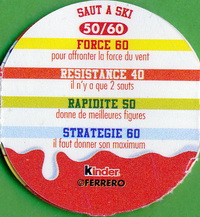 SAUT A SKI
50/60
FORCE 60
pour affronter la force du vent
RESISTANCE 40
il n'y a que 2 sauts
RAPIDITE 50
donne de meilleures figures
STRATEGIE 60
il faut donner son maximum
Kinder
©FERRERO